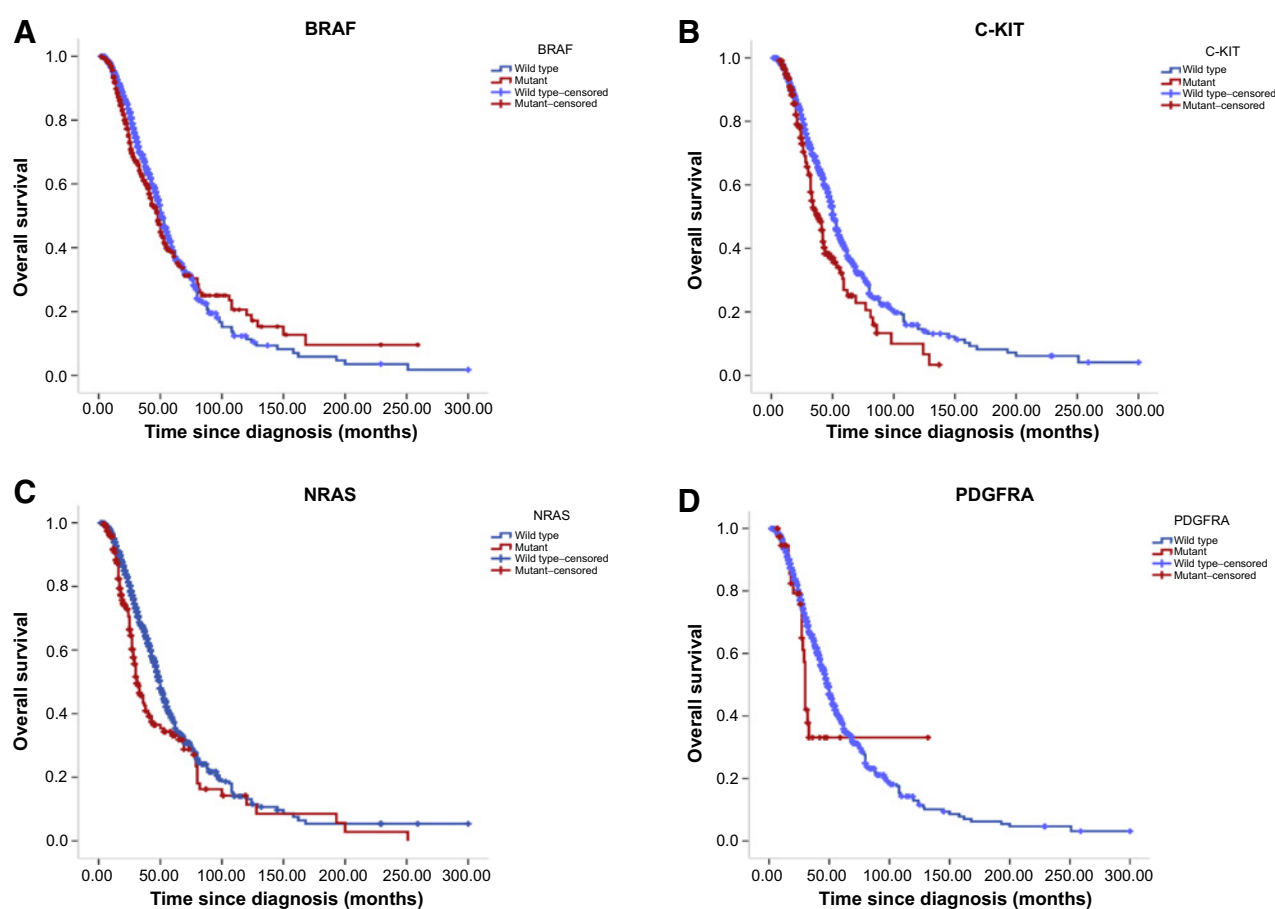 A
BRAF
BRAF
Wild type
Mutant
Wild type–censored
Mutant–censored
Overall survival
1.0
0.8
0.6
0.4
0.2
0.0
0.00 50.00 100.00 150.00 200.00 250.00 300.00
Time since diagnosis (months)
B
C-KIT
C-KIT
Wild type
Mutant
Wild type–censored
Mutant–censored
Overall survival
1.0
0.8
0.6
0.4
0.2
0.0
0.00 50.00 100.00 150.00 200.00 250.00 300.00
Time since diagnosis (months)
C
NRAS
NRAS
Wild type
Mutant
Wild type–censored
Mutant–censored
Overall survival
1.0
0.8
0.6
0.4
0.2
0.0
0.00 50.00 100.00 150.00 200.00 250.00 300.00
Time since diagnosis (months)
D
PDGFRA
PDGFRA
Wild type
Mutant
Wild type–censored
Mutant–censored
Overall survival
1.0
0.8
0.6
0.4
0.2
0.0
0.00 50.00 100.00 150.00 200.00 250.00 300.00
Time since diagnosis (months)